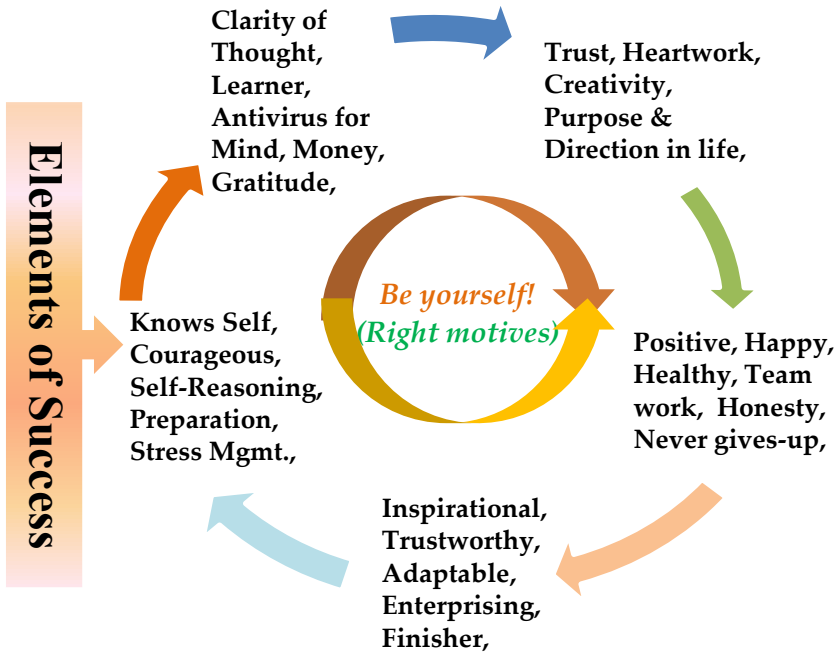 Elements of Success
Knows Self,
Courageous,
Self-Reasoning,
Preparation,
Stress Mgmt.,
Clarity of
Thought,
Learner,
Antivirus for
Mind, Money,
Gratitude,
Trust, Heartwork,
Creativity,
Purpose &
Direction in life,
Positive, Happy,
Healthy, Team
work, Honesty,
Never gives-up,
Inspirational,
Trustworthy,
Adaptable,
Enterprising,
Finisher,
Be yourself!
(Right motives)